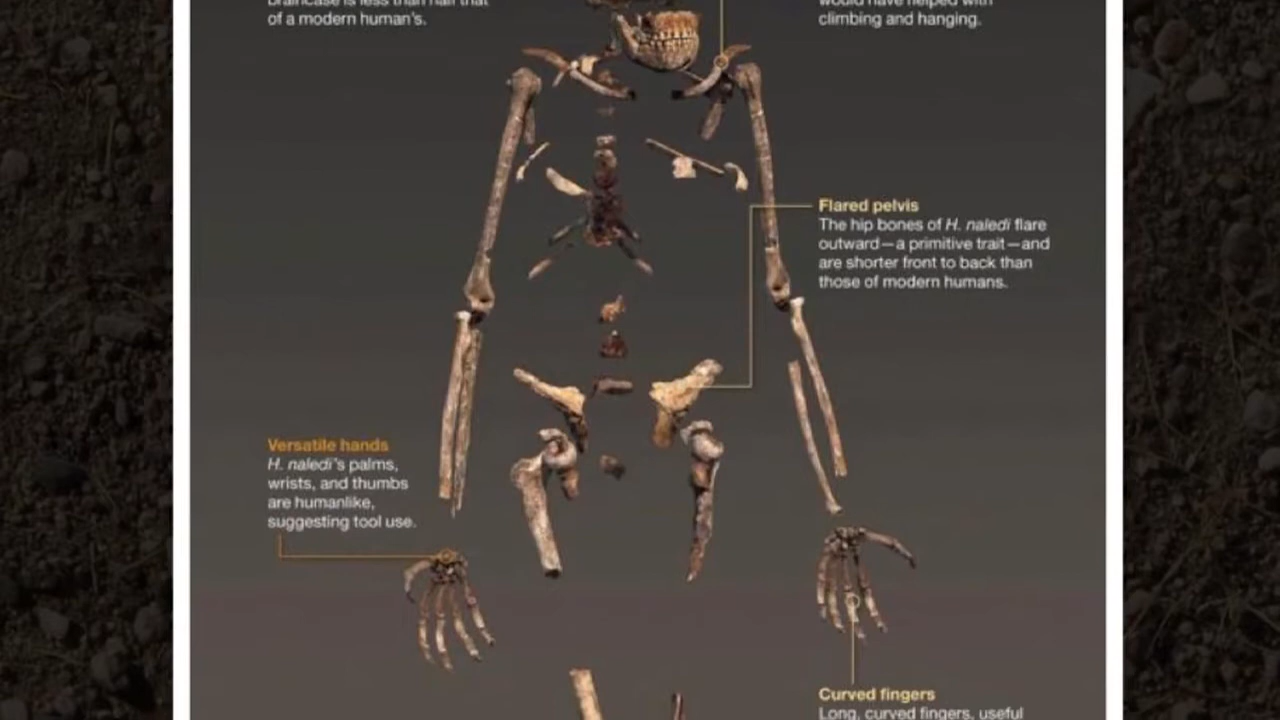 braincase is less than half that
of a modern human's.
would have helped with
climbing and hanging.
Flared pelvis
The hip bones of H. naledi flare
outward—a primitive trait—and
are shorter front to back than
those of modern humans.
Versatile hands
H. naledi's palms,
wrists, and thumbs
are humanlike,
suggesting tool use.
Curved fingers
Long, curved fingers, useful